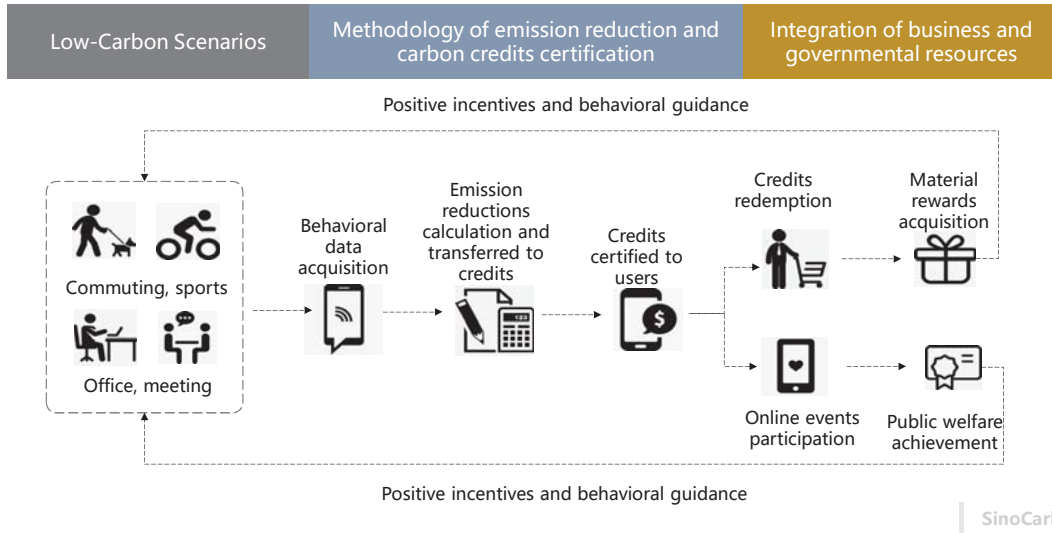 Low-Carbon Scenarios
Methodology of emission reduction and
carbon credits certification
Integration of business and
governmental resources
Positive incentives and behavioral guidance
Commuting, sports
Office, meeting
Behavioral
data
acquisition
Emission
reductions
calculation and
transferred to
credits
123
Credits
certified to
users
$
Credits
redemption
Material
rewards
acquisition
Online events
participation
Public welfare
achievement
Positive incentives and behavioral guidance